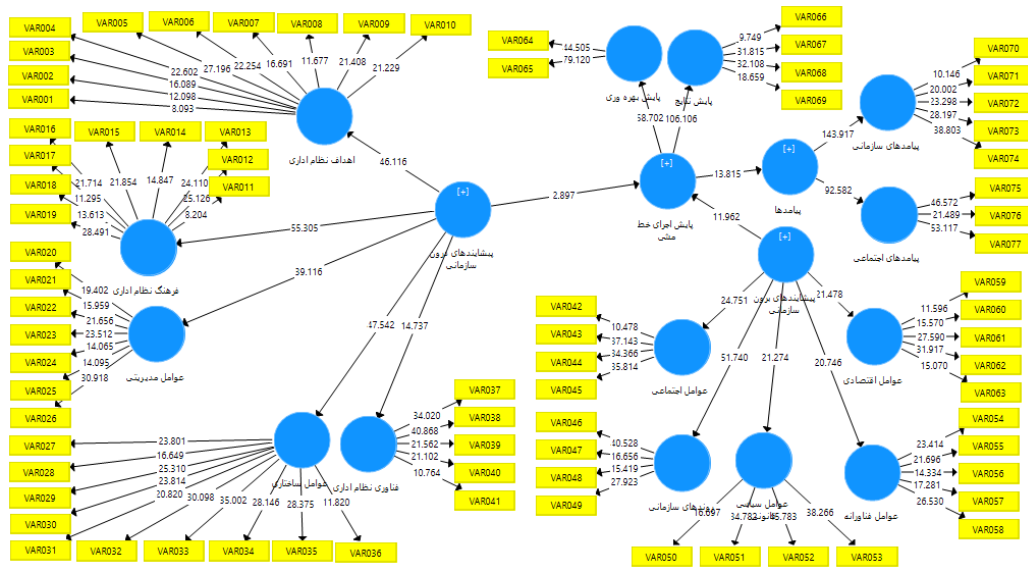 VAR004
VAR005
VAR006
VAR007
VAR008
VAR009
VAR010
VAR003
VAR002
VAR001
22.602
27.196
22.254
16.691
11.677
21.408
21.229
16.089
12.098
8.093
اهداف نظام اداری
46.116
VAR016
VAR015
VAR014
VAR013
VAR017
VAR012
VAR018
VAR011
VAR019
21.714
21.854
14.847
24.110
11.295
25.126
13.613
8.204
28.491
فرهنگ نظام اداری
55.305
[+]
پیشایندهای درون
سازمانی
2.897
39.116
VAR020
VAR021
VAR022
VAR023
VAR024
VAR025
VAR026
19.402
15.959
21.656
23.512
14.065
14.095
30.918
عوامل مدیریتی
47.542
14.737
VAR027
VAR028
VAR029
VAR030
VAR031
VAR032
VAR033
VAR034
VAR035
VAR036
23.801
16.649
25.310
23.814
20.820
30.098
35.002
28.146
28.375
11.820
عوامل ساختاری
VAR037
VAR038
VAR039
VAR040
VAR041
34.020
40.868
21.562
21.102
10.764
فناوری نظام اداری
VAR064
VAR065
44.505
79.120
پایش بهره وری
VAR066
VAR067
VAR068
VAR069
9.749
31.815
32.108
18.659
پایش نتایج
58.702
106.106
[+]
پایش اجرای خط
مشی
13.815
[+]
پیامدها
143.917
92.582
VAR070
VAR071
VAR072
VAR073
VAR074
10.146
20.002
23.298
28.197
38.803
پیامدهای سازمانی
VAR075
VAR076
VAR077
46.572
21.489
53.117
پیامدهای اجتماعی
11.962
[+]
پیشایندهای برون
سازمانی
24.751
21.478
51.740
21.274
20.746
VAR042
VAR043
VAR044
VAR045
10.478
37.143
34.366
35.814
عوامل اجتماعی
VAR059
VAR060
VAR061
VAR062
VAR063
11.596
15.570
27.590
31.917
15.070
عوامل اقتصادی
VAR046
VAR047
VAR048
VAR049
40.528
16.656
15.419
27.923
سازمانی
VAR050
VAR051
VAR052
VAR053
16.697
38.266
عوامل سیاسی
قانونی
VAR054
VAR055
VAR056
VAR057
VAR058
23.414
21.696
14.334
17.281
26.530
عوامل فناورانه